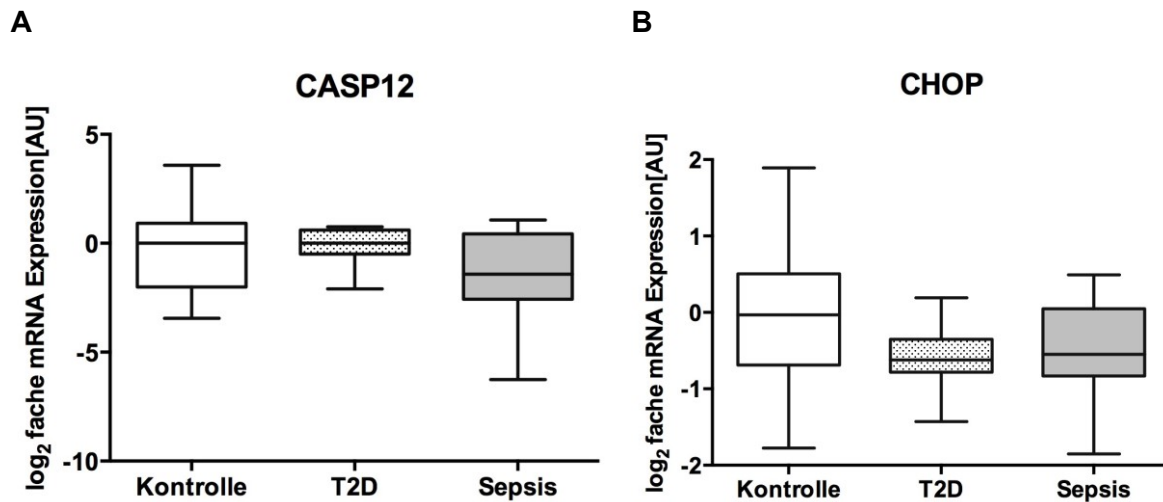 A
CASP12
log₂ fache mRNA Expression[AU]
5
0
-5
-10
Kontrolle T2D Sepsis
B
CHOP
log₂ fache mRNA Expression[AU]
2
1
0
-1
-2
Kontrolle T2D Sepsis